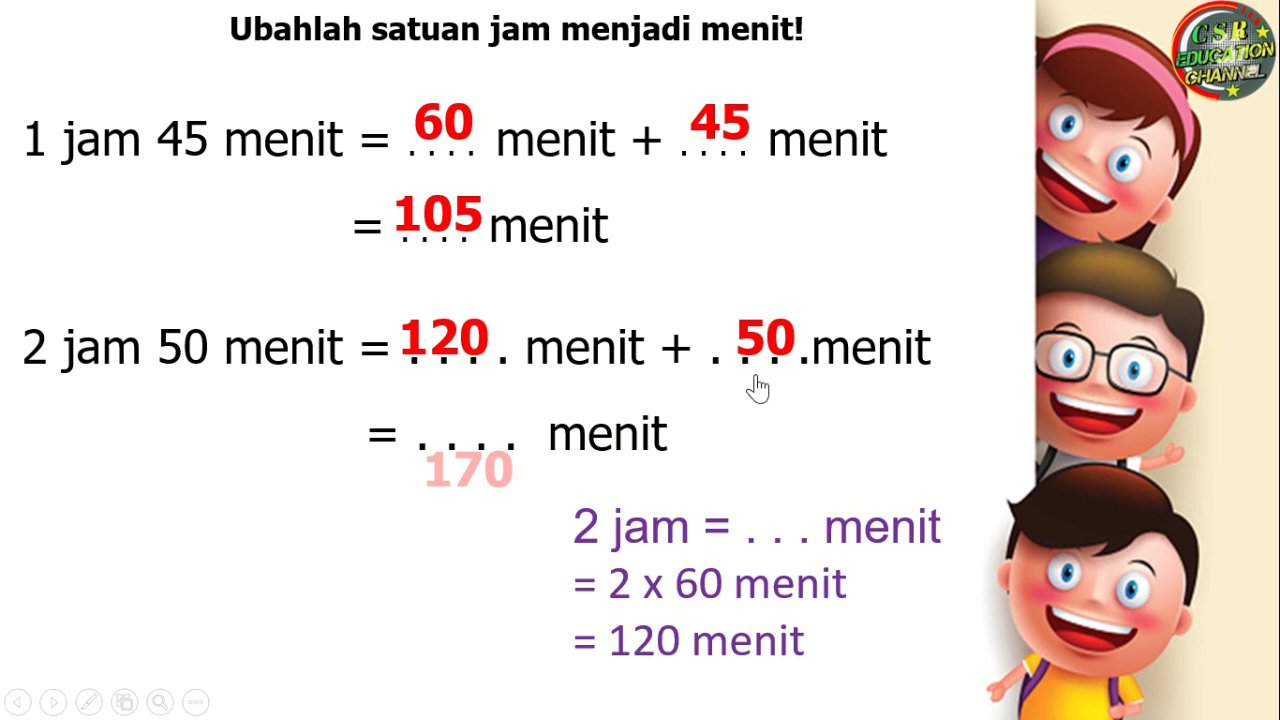 Ubahlah satuan jam menjadi menit!
CSR
EDUCATION
CHANNEL
1 jam 45 menit = 60 menit + 45 menit
= 105 menit
2 jam 50 menit = 120 . menit + . 50 .menit
= . . . . menit
170
2 jam = . . . menit
= 2 x 60 menit
= 120 menit